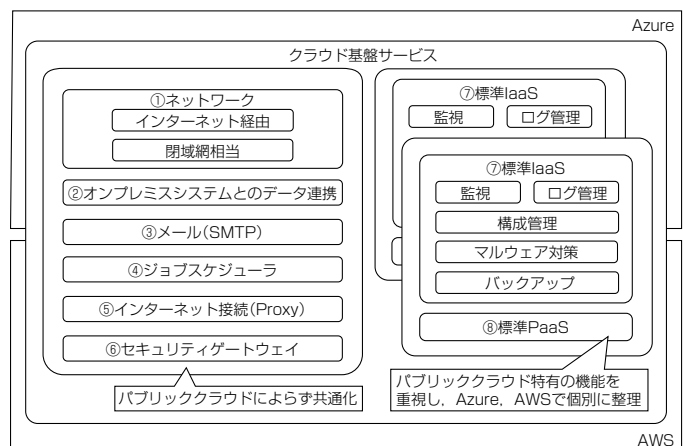 Azure
クラウド基盤サービス
①ネットワーク
インターネット経由
閉域網相当
②オンプレミスシステムとのデータ連携
③メール(SMTP)
④ジョブスケジューラ
⑤インターネット接続(Proxy)
⑥セキュリティゲートウェイ
パブリッククラウドによらず共通化
⑦標準IaaS
監視
ログ管理
⑦標準IaaS
監視
ログ管理
構成管理
マルウェア対策
バックアップ
⑧標準PaaS
パブリッククラウド特有の機能を
重視し，Azure，AWSで個別に整理
AWS